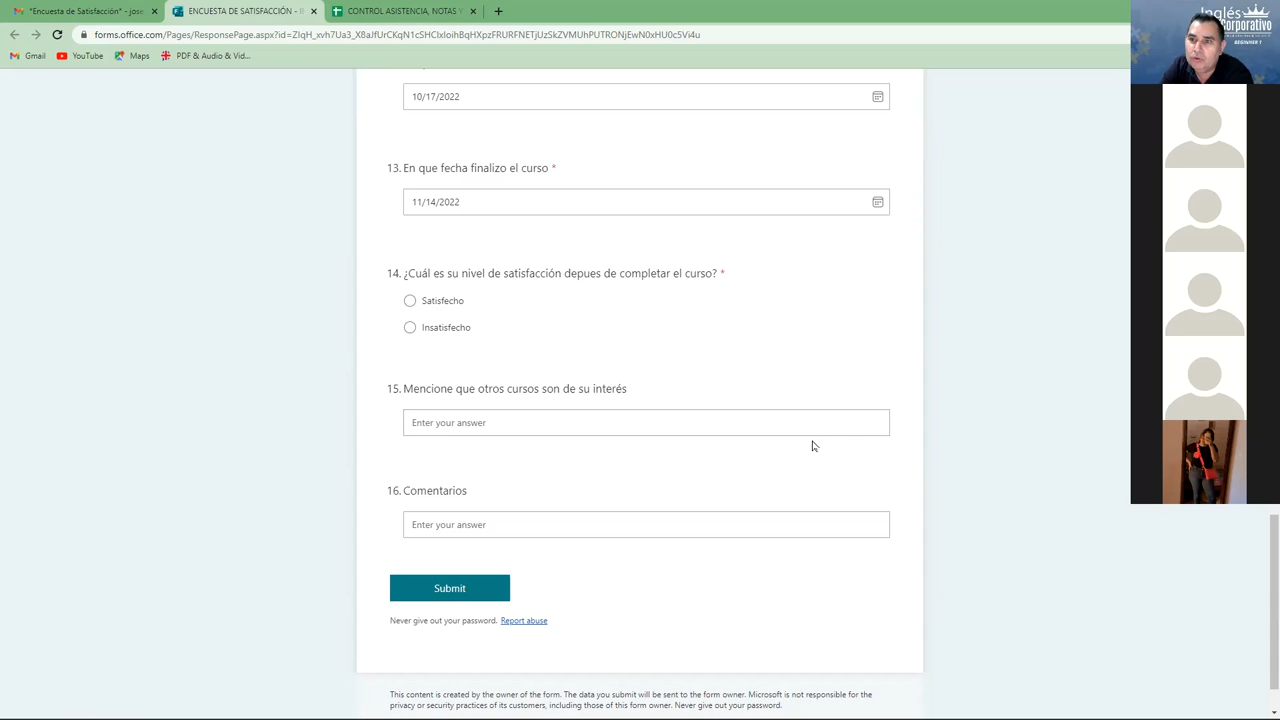 "Encuesta de Satisfacción" - jose
ENCUESTA DE SATISFACCIÓN - R
CONTROL ASISTENCIA, NOTAS Y
forms.office.com/Pages/ResponsePage.aspx?id=ZIqH_xvh7Ua3_X8aJfUrCKqN1cSHCIxIoihBqHXpzFRURFNETjUzSkZVMUhPUTRONjEwN0xHU0c5Vi4u
Gmail
YouTube
Maps
PDF & Audio & Vid...
Inglés
Corporativo
BEGINNER 1
10/17/2022
13. En que fecha finalizo el curso *
11/14/2022
14. ¿Cuál es su nivel de satisfacción depues de completar el curso? *
Satisfecho
Insatisfecho
15. Mencione que otros cursos son de su interés
Enter your answer
16. Comentarios
Enter your answer
Submit
Never give out your password. Report abuse
This content is created by the owner of the form. The data you submit will be sent to the form owner. Microsoft is not responsible for the
privacy or security practices of its customers, including those of this form owner. Never give out your password.